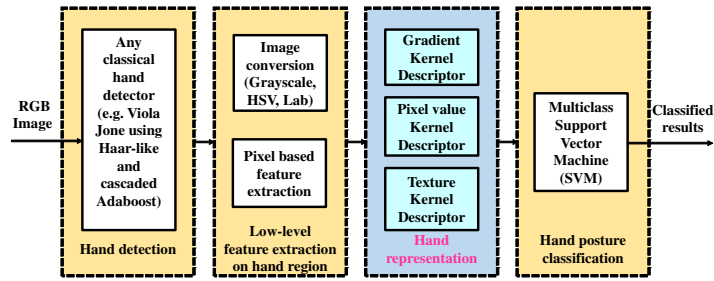 RGB
Image
Any
classical
hand
detector
(e.g. Viola
Jone using
Haar-like
and
cascaded
Adaboost)
Hand detection
Image
conversion
(Grayscale,
HSV, Lab)
Pixel based
feature
extraction
Low-level
feature extraction
on hand region
Gradient
Kernel
Descriptor
Pixel value
Kernel
Descriptor
Texture
Kernel
Descriptor
Hand
representation
Multiclass
Support
Vector
Machine
(SVM)
Hand posture
classification
Classified
results